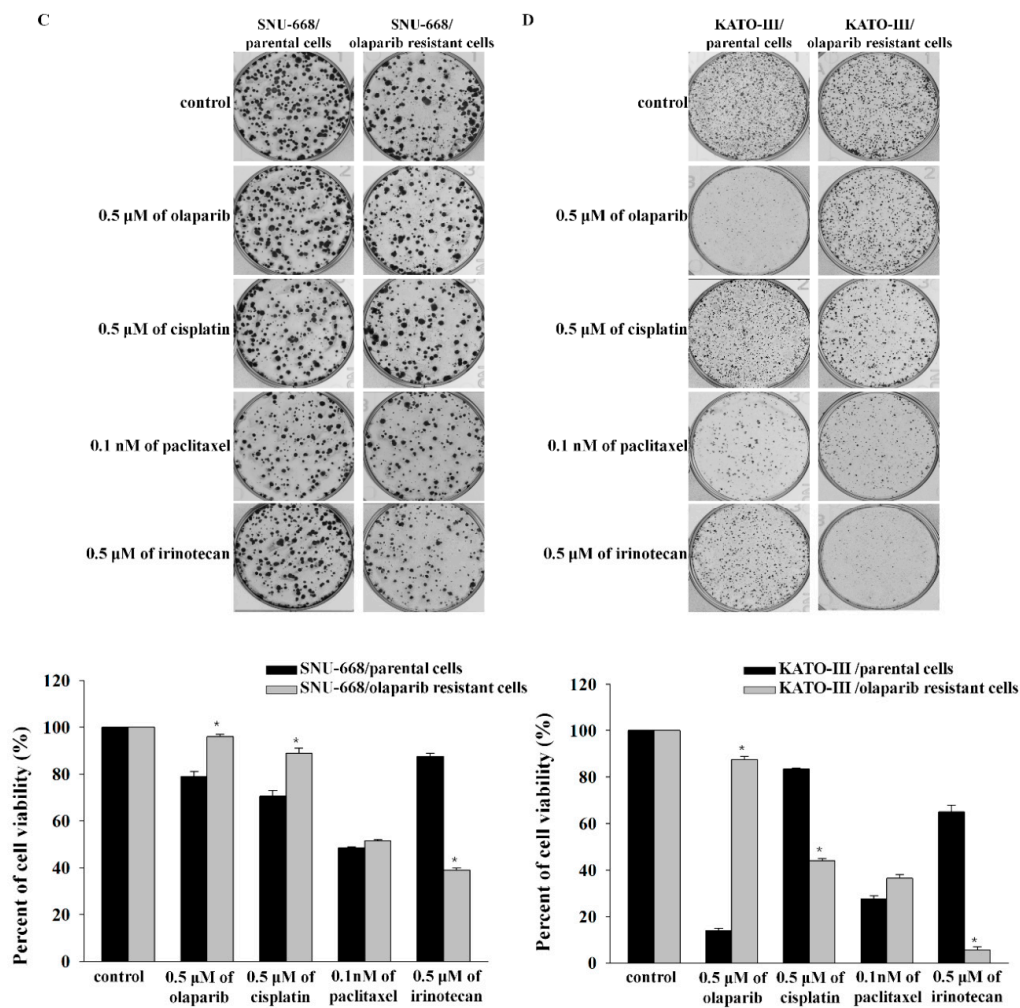 C
SNU-668/
parental cells
SNU-668/
olaparib resistant cells
control
0.5 μM of olaparib
0.5 μM of cisplatin
0.1 nM of paclitaxel
0.5 μM of irinotecan
D
KATO-III/
parental cells
KATO-III/
olaparib resistant cells
control
0.5 μM of olaparib
0.5 μM of cisplatin
0.1 nM of paclitaxel
0.5 μM of irinotecan
SNU-668/parental cells
SNU-668/olaparib resistant cells
Percent of cell viability (%)
120
100
80
60
40
20
0
*
*
*
control
0.5 μM of
olaparib
0.5 μM of
cisplatin
0.1nM of
paclitaxel
0.5 μM of
irinotecan
KATO-III /parental cells
KATO-III /olaparib resistant cells
Percent of cell viability (%)
120
100
80
60
40
20
0
*
*
*
control
0.5 μM of
olaparib
0.5 μM of
cisplatin
0.1nM of
paclitaxel
0.5 μM of
irinotecan